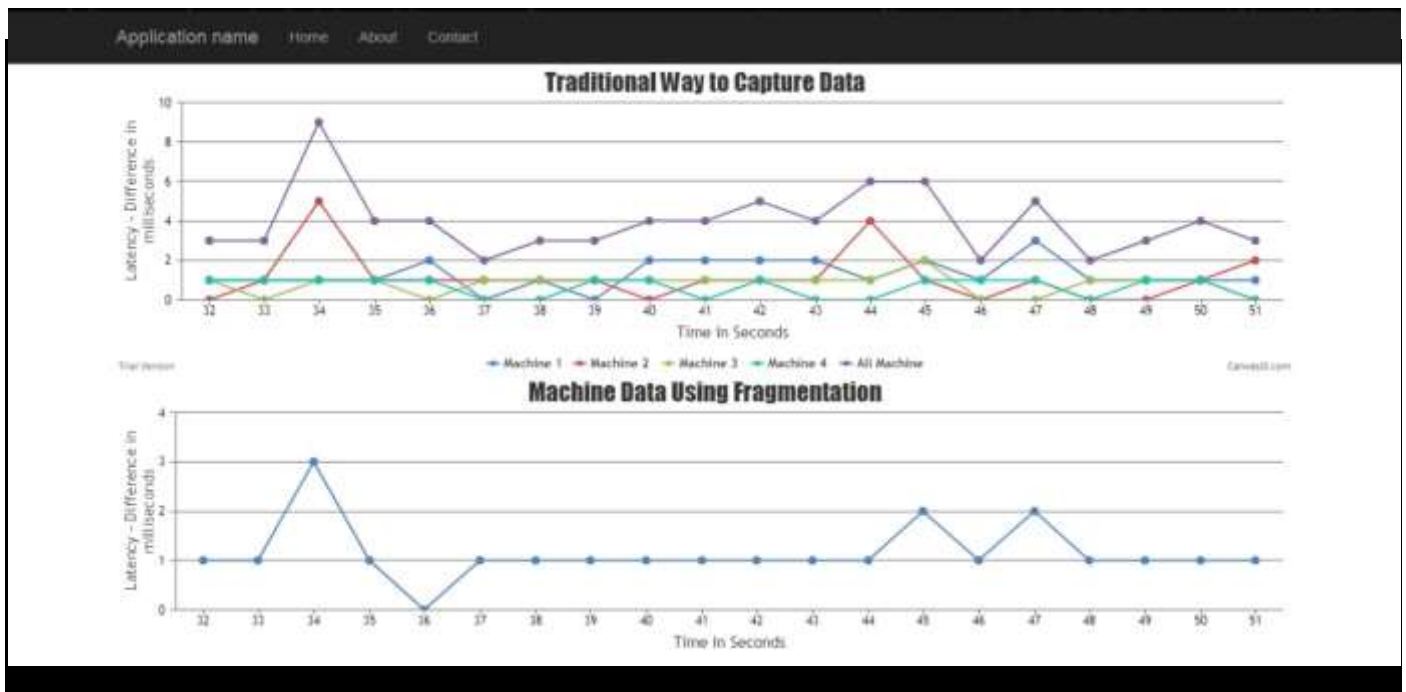 Application name Home About Contact
Traditional Way to Capture Data
Latency - Difference in
milliseconds
10
8
6
4
2
0
32 33 34 35 36 37 38 39 40 41 42 43 44 45 46 47 48 49 50 51
Time in Seconds
Trial Version
Machine 1 Machine 2 Machine 3 Machine 4 All Machine
CanvasJS.com
Machine Data Using Fragmentation
Latency - Difference in
milliseconds
4
3
2
1
0
32 33 34 35 36 37 38 39 40 41 42 43 44 45 46 47 48 49 50 51
Time in Seconds